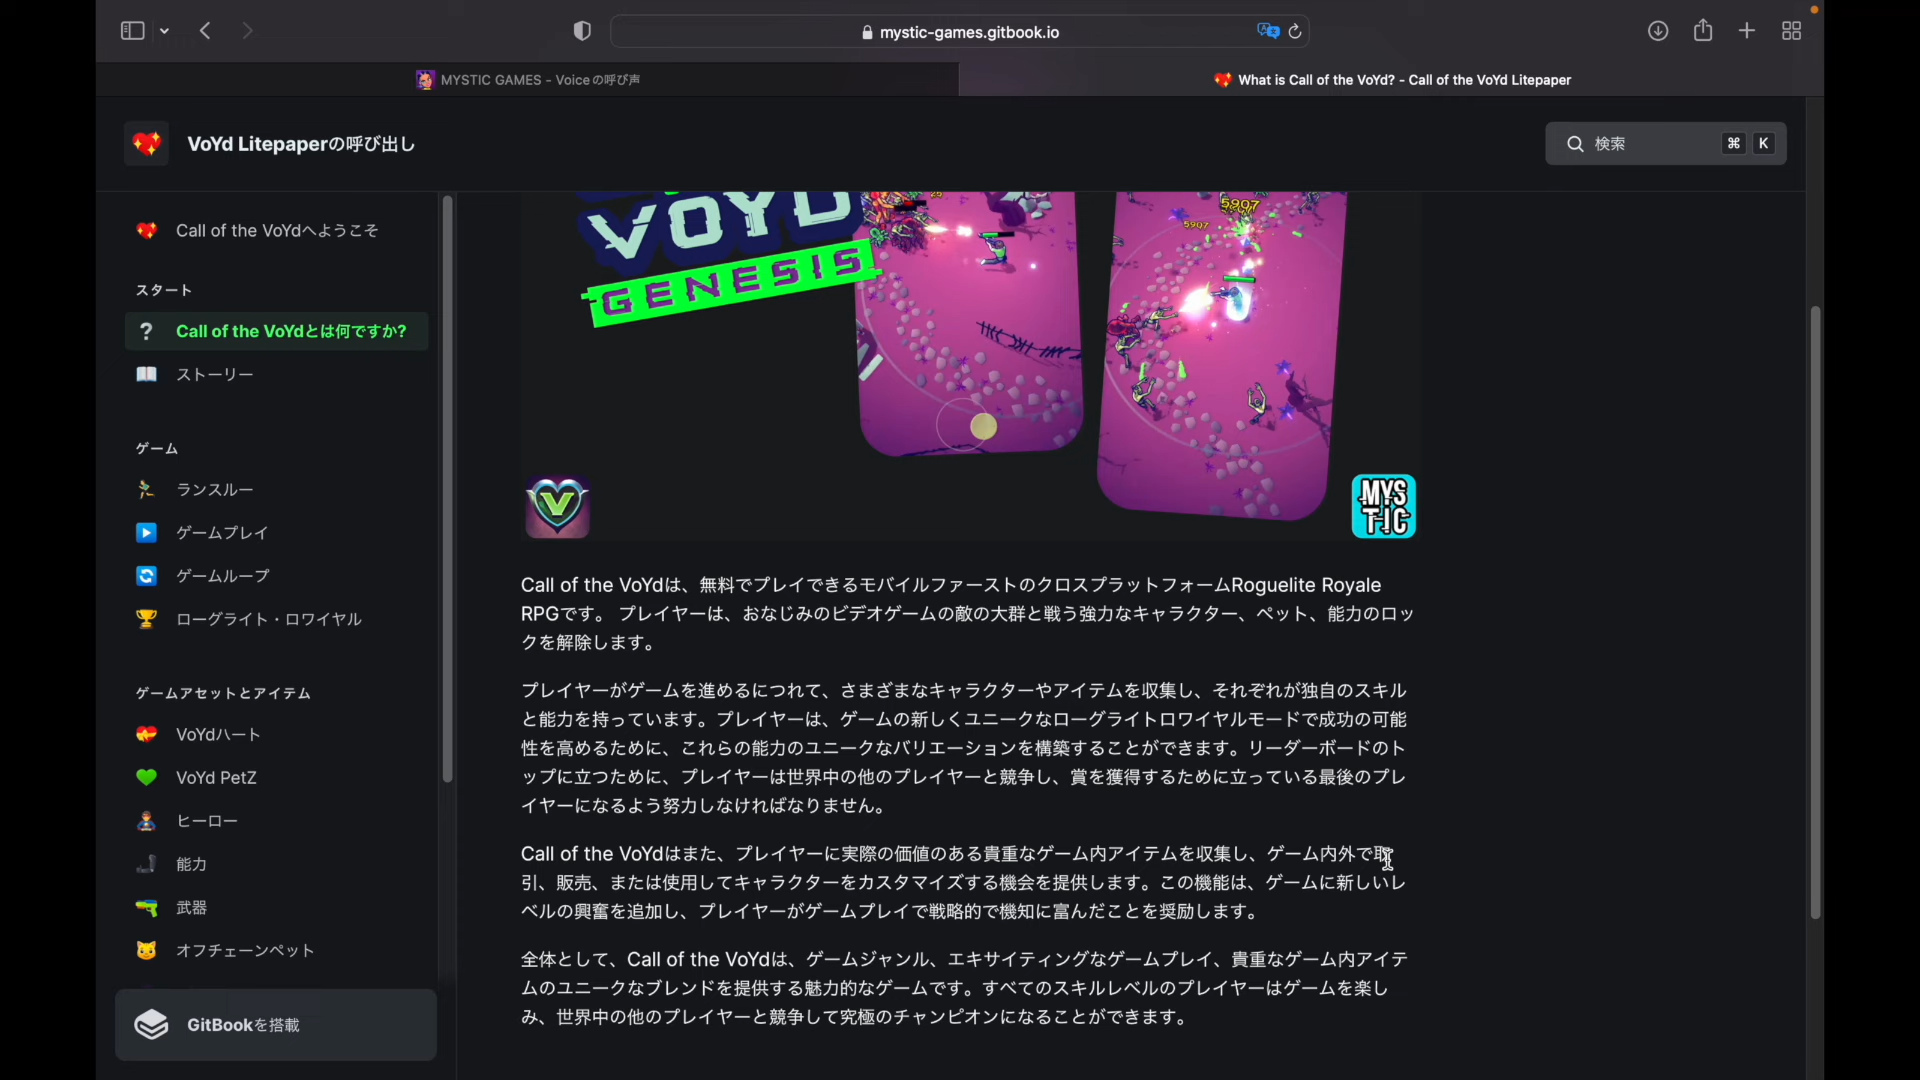 mystic-games.gitbook.io
MYSTIC GAMES - Voiceの呼び声
What is Call of the VoYd? - Call of the VoYd Litepaper
VoYd Litepaperの呼び出し
検索
⌘ K
Call of the VoYdへようこそ
スタート
Call of the VoYdとは何ですか?
ストーリー
ゲーム
ランスルー
ゲームプレイ
ゲームループ
ローグライト・ロワイヤル
ゲームアセットとアイテム
VoYdハート
VoYd PetZ
ヒーロー
能力
武器
オフチェーンペット
GitBookを搭載
VOYD
GENESIS
25
5907
5907
V
MYS
TIC
Call of the VoYdは、無料でプレイできるモバイルファーストのクロスプラットフォームRoguelite Royale
RPGです。 プレイヤーは、おなじみのビデオゲームの敵の大群と戦う強力なキャラクター、ペット、能力のロッ
クを解除します。
プレイヤーがゲームを進めるにつれて、さまざまなキャラクターやアイテムを収集し、それぞれが独自のスキル
と能力を持っています。プレイヤーは、ゲームの新しくユニークなローグライトロワイヤルモードで成功の可能
性を高めるために、これらの能力のユニークなバリエーションを構築することができます。リーダーボードのト
ップに立つために、プレイヤーは世界中の他のプレイヤーと競争し、賞を獲得するために立っている最後のプレ
イヤーになるよう努力しなければなりません。
Call of the VoYdはまた、プレイヤーに実際の価値のある貴重なゲーム内アイテムを収集し、ゲーム内外で取
引、販売、または使用してキャラクターをカスタマイズする機会を提供します。この機能は、ゲームに新しいレ
ベルの興奮を追加し、プレイヤーがゲームプレイで戦略的で機知に富んだことを奨励します。
全体として、Call of the VoYdは、ゲームジャンル、エキサイティングなゲームプレイ、貴重なゲーム内アイテ
ムのユニークなブレンドを提供する魅力的なゲームです。すべてのスキルレベルのプレイヤーはゲームを楽し
み、世界中の他のプレイヤーと競争して究極のチャンピオンになることができます。